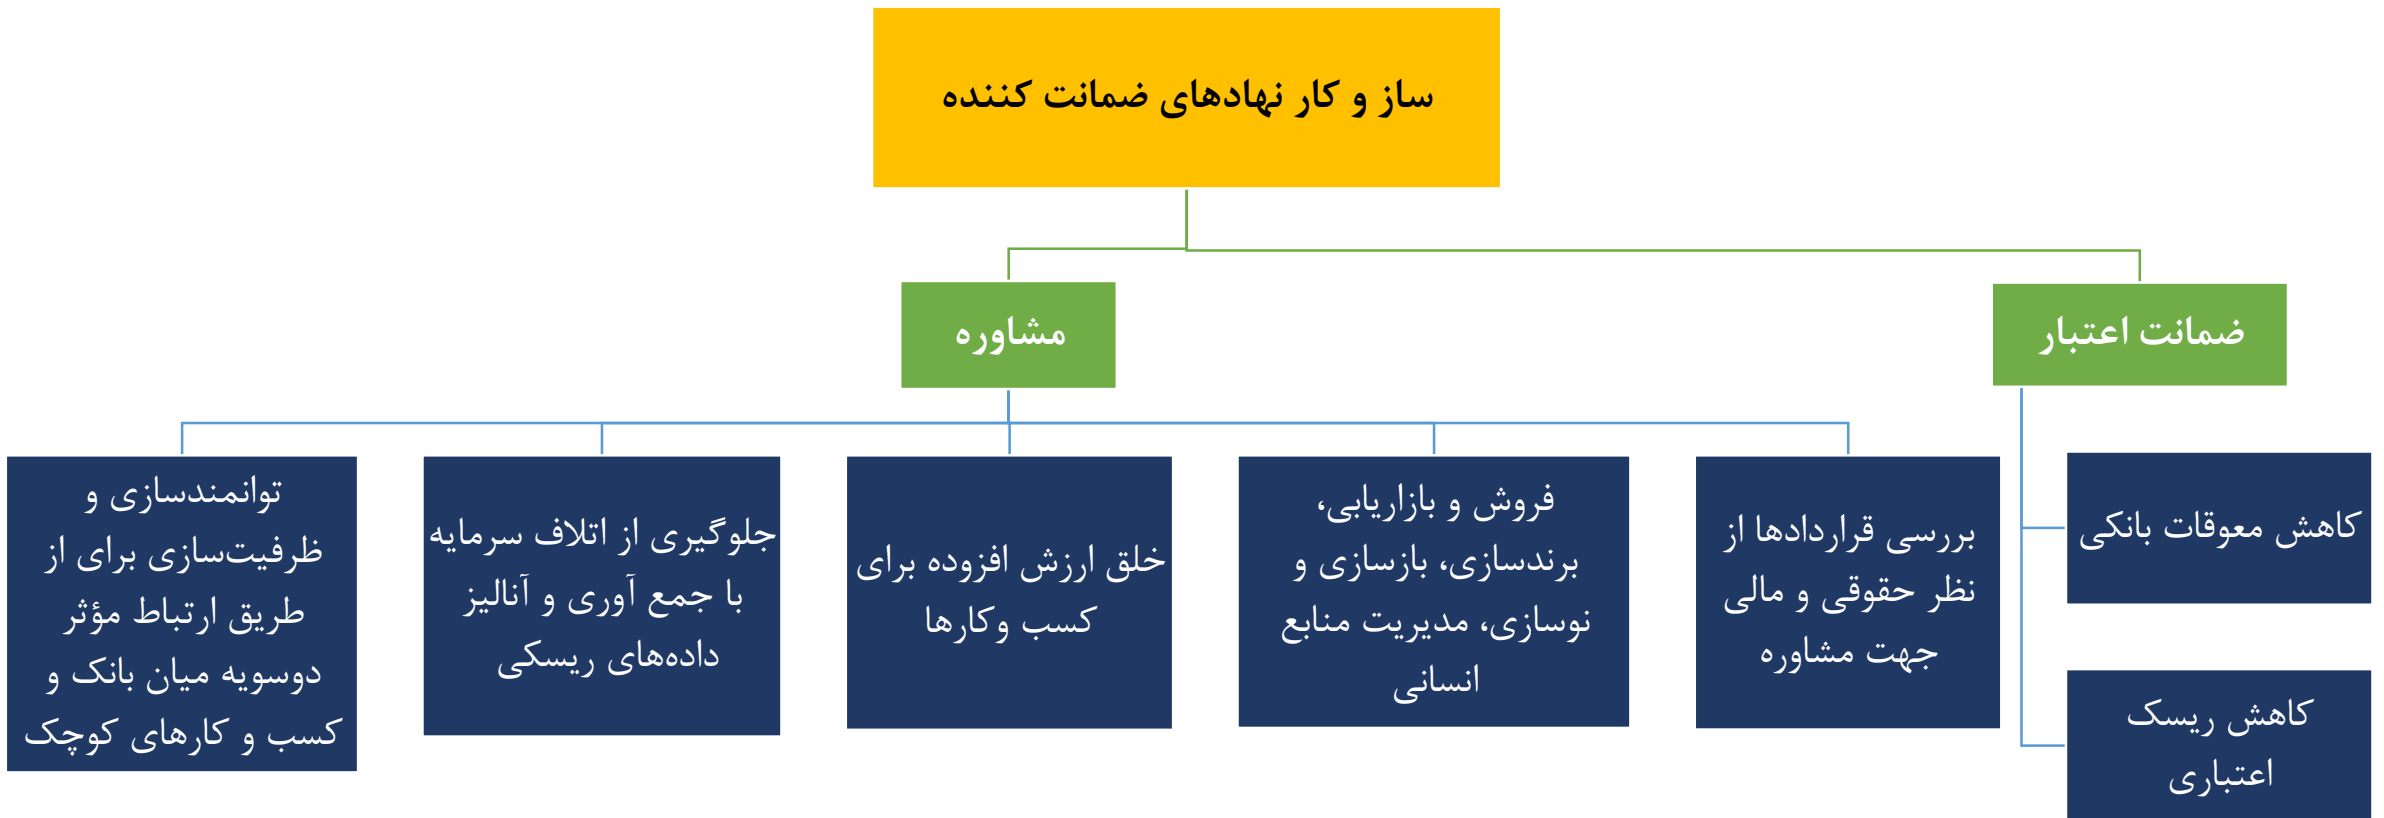 ساز و کار نهادهای ضمانت کننده
ضمانت اعتبار
مشاوره
کاهش معوقات بانکی
کاهش ریسک
اعتباری
بررسی قراردادها از
نظر حقوقی و مالی
جهت مشاوره
فروش و بازاریابی،
برندسازی، بازسازی و
نوسازی، مدیریت منابع
انسانی
خلق ارزش افزوده برای
کسب وکارها
جلوگیری از اتلاف سرمایه
با جمع آوری و آنالیز
داده‌های ریسکی
توانمندسازی و
ظرفیت‌سازی برای از
طریق ارتباط مؤثر
دوسویه میان بانک و
کسب و کارهای کوچک